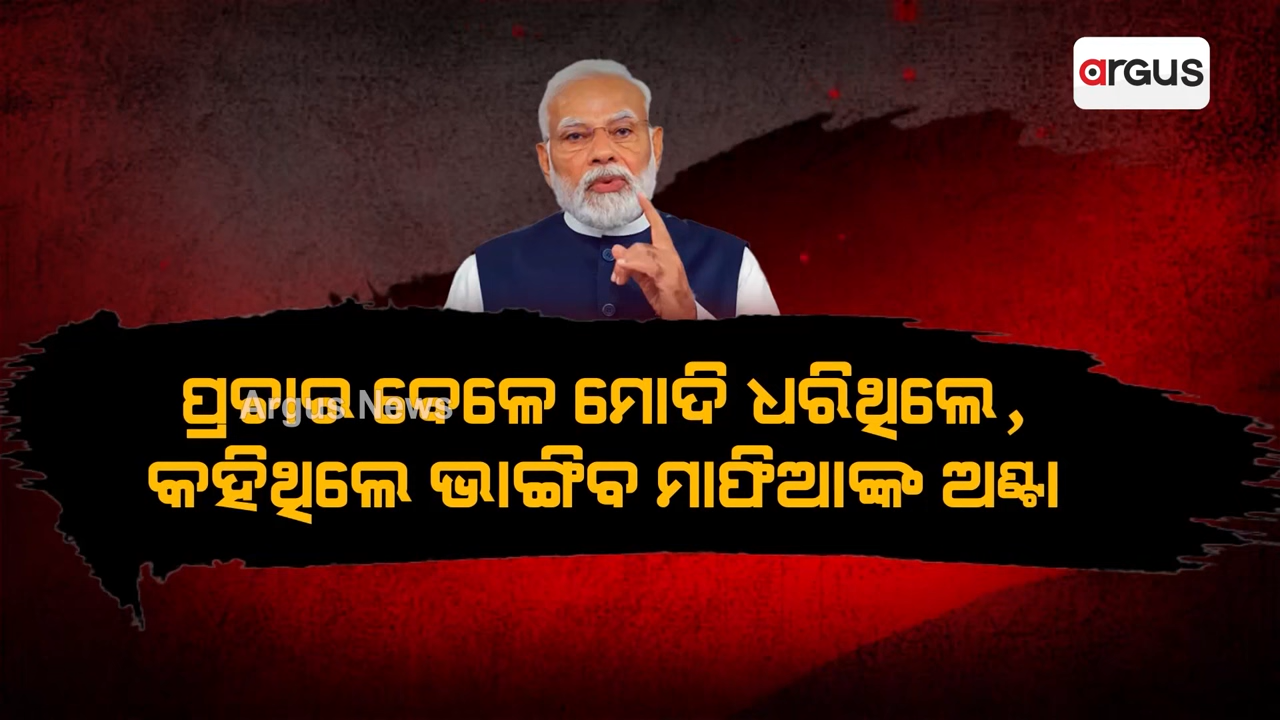 argus
ପ୍ରଚାର ବେଳେ ମୋଦି ଧରିଥିଲେ,
Argus News
କହିଥିଲେ ଭାଙ୍ଗିବ ମାଫିଆଙ୍କ ଅଣ୍ଟା